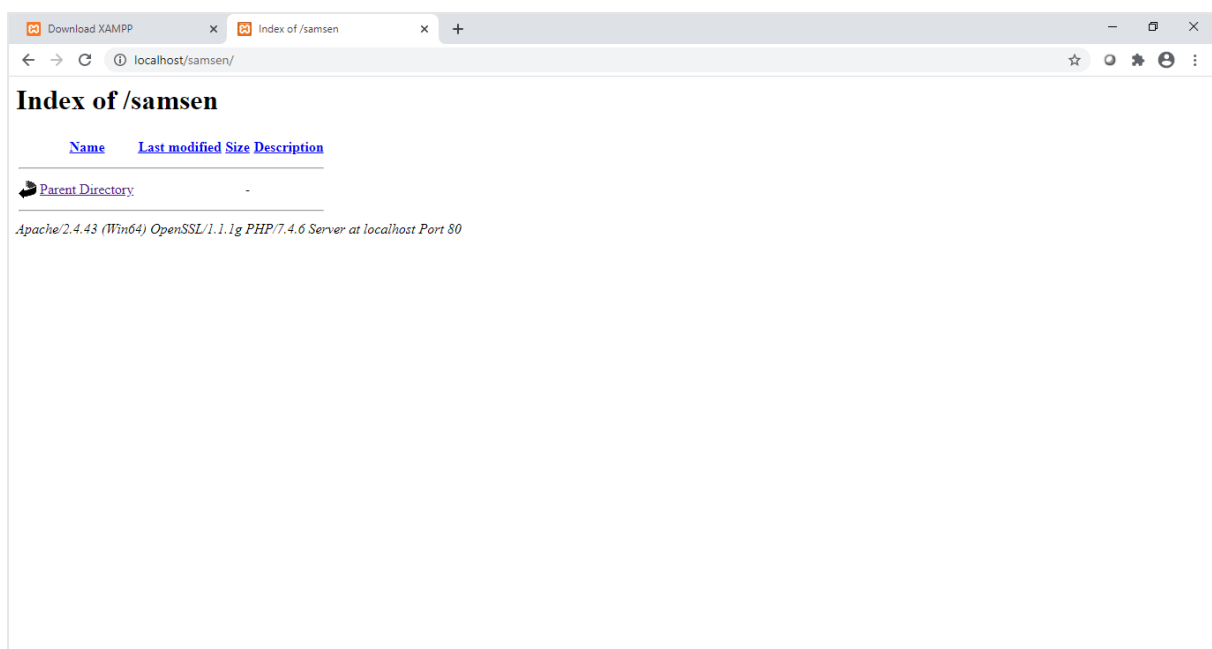 Download XAMPP
Index of /samsen
localhost/samsen/
Index of /samsen
Name Last modified Size Description
Parent Directory -
Apache/2.4.43 (Win64) OpenSSL/1.1.1g PHP/7.4.6 Server at localhost Port 80